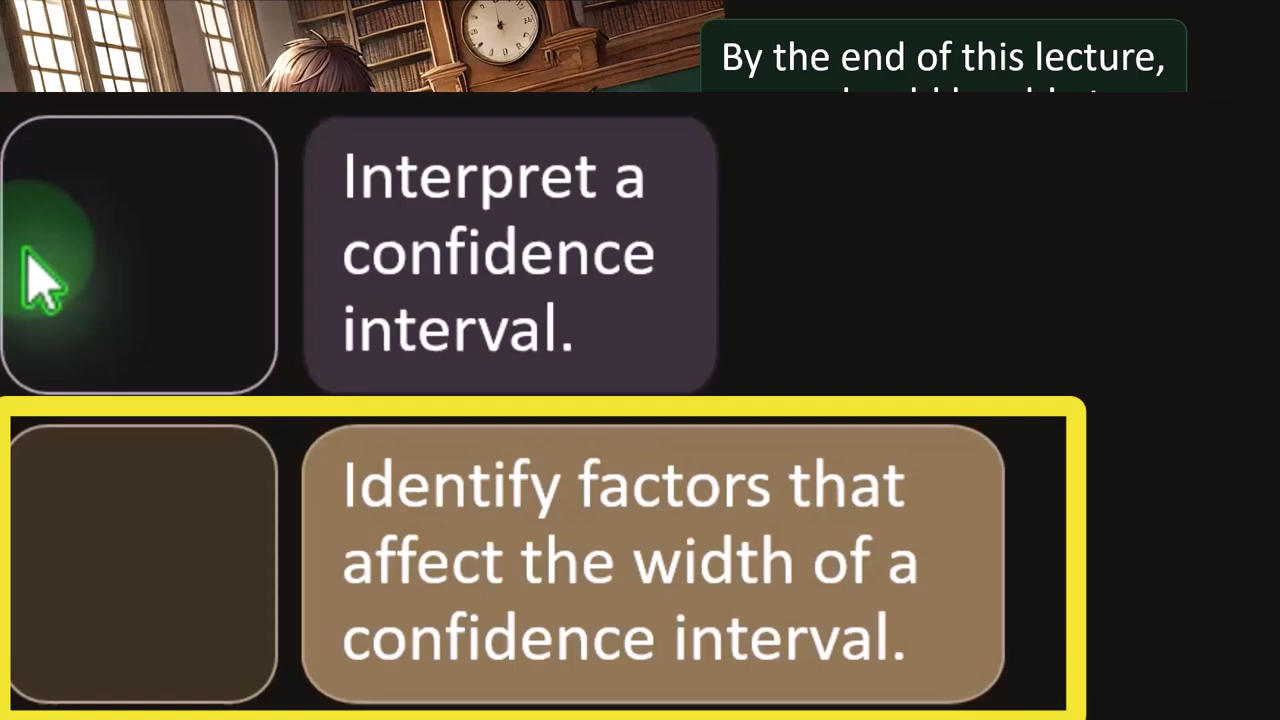 By the end of this lecture,
Interpret a
confidence
interval.
Identify factors that
affect the width of a
confidence interval.